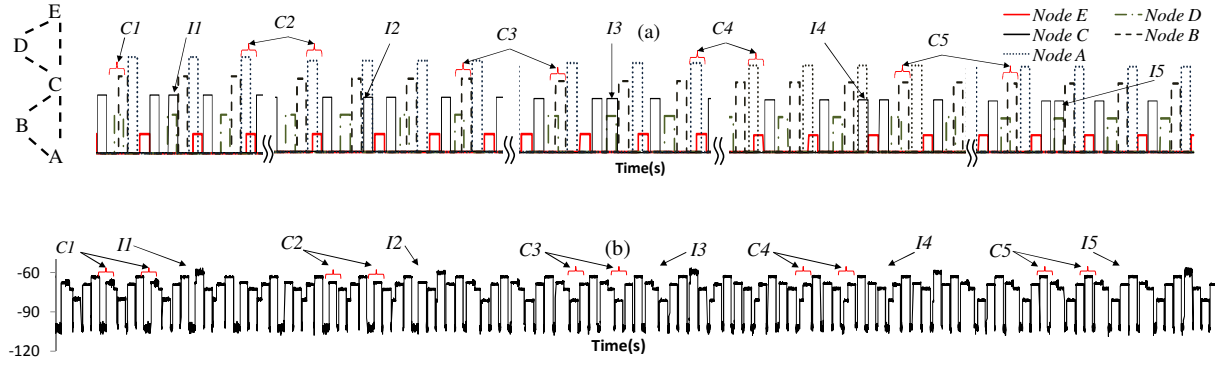 E
D
C
B
A
C1
I1
C2
I2
C3
I3
(a)
C4
I4
C5
I5
Node E
Node D
Node C
Node B
Node A
Time(s)
C1
I1
C2
I2
C3
(b)
I3
C4
I4
C5
I5
-60
-90
-120
Time(s)